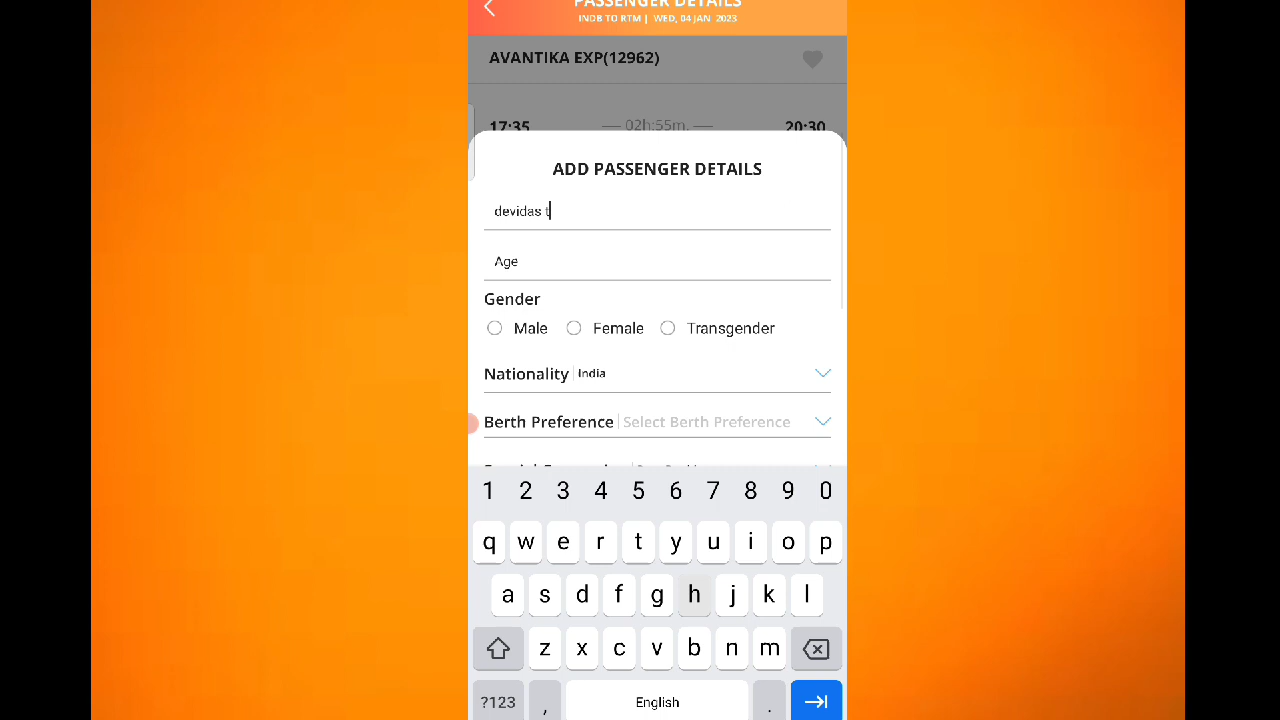 PASSENGER DETAILS
INDB TO RTM | WED, 04 JAN 2023
AVANTIKA EXP(12962)
17:35 02h:55m. 20:30
ADD PASSENGER DETAILS
devidas t
Age
Gender
Male Female Transgender
Nationality India
Berth Preference Select Berth Preference
1 2 3 4 5 6 7 8 9 0
q w e r t y u i o p
a s d f g h j k l
z x c v b n m
?123 , English .